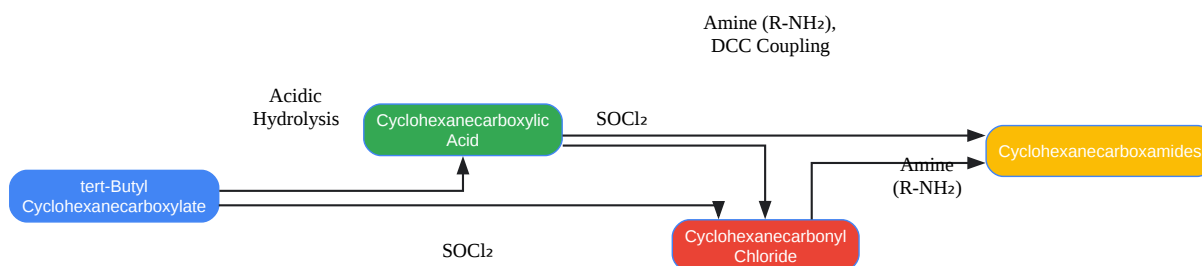 Amine (R-NH₂),
DCC Coupling
Acidic
Hydrolysis
Cyclohexanecarboxylic
Acid
SOCl₂
Cyclohexanecarboxamides
Amine
(R-NH₂)
tert-Butyl
Cyclohexanecarboxylate
SOCl₂
Cyclohexanecarbonyl
Chloride